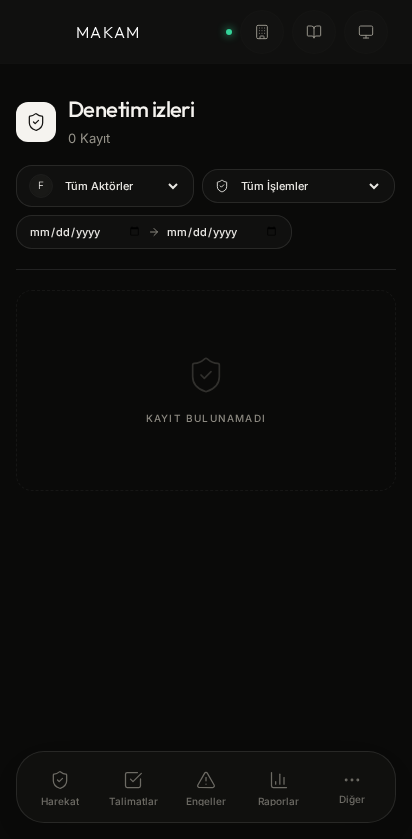 MAKAM
Denetim izleri
0 Kayıt
F Tüm Aktörler
Tüm İşlemler
mm/dd/yyyy → mm/dd/yyyy
KAYIT BULUNAMADI
Harekat Talimatlar Engeller Raporlar Diğer